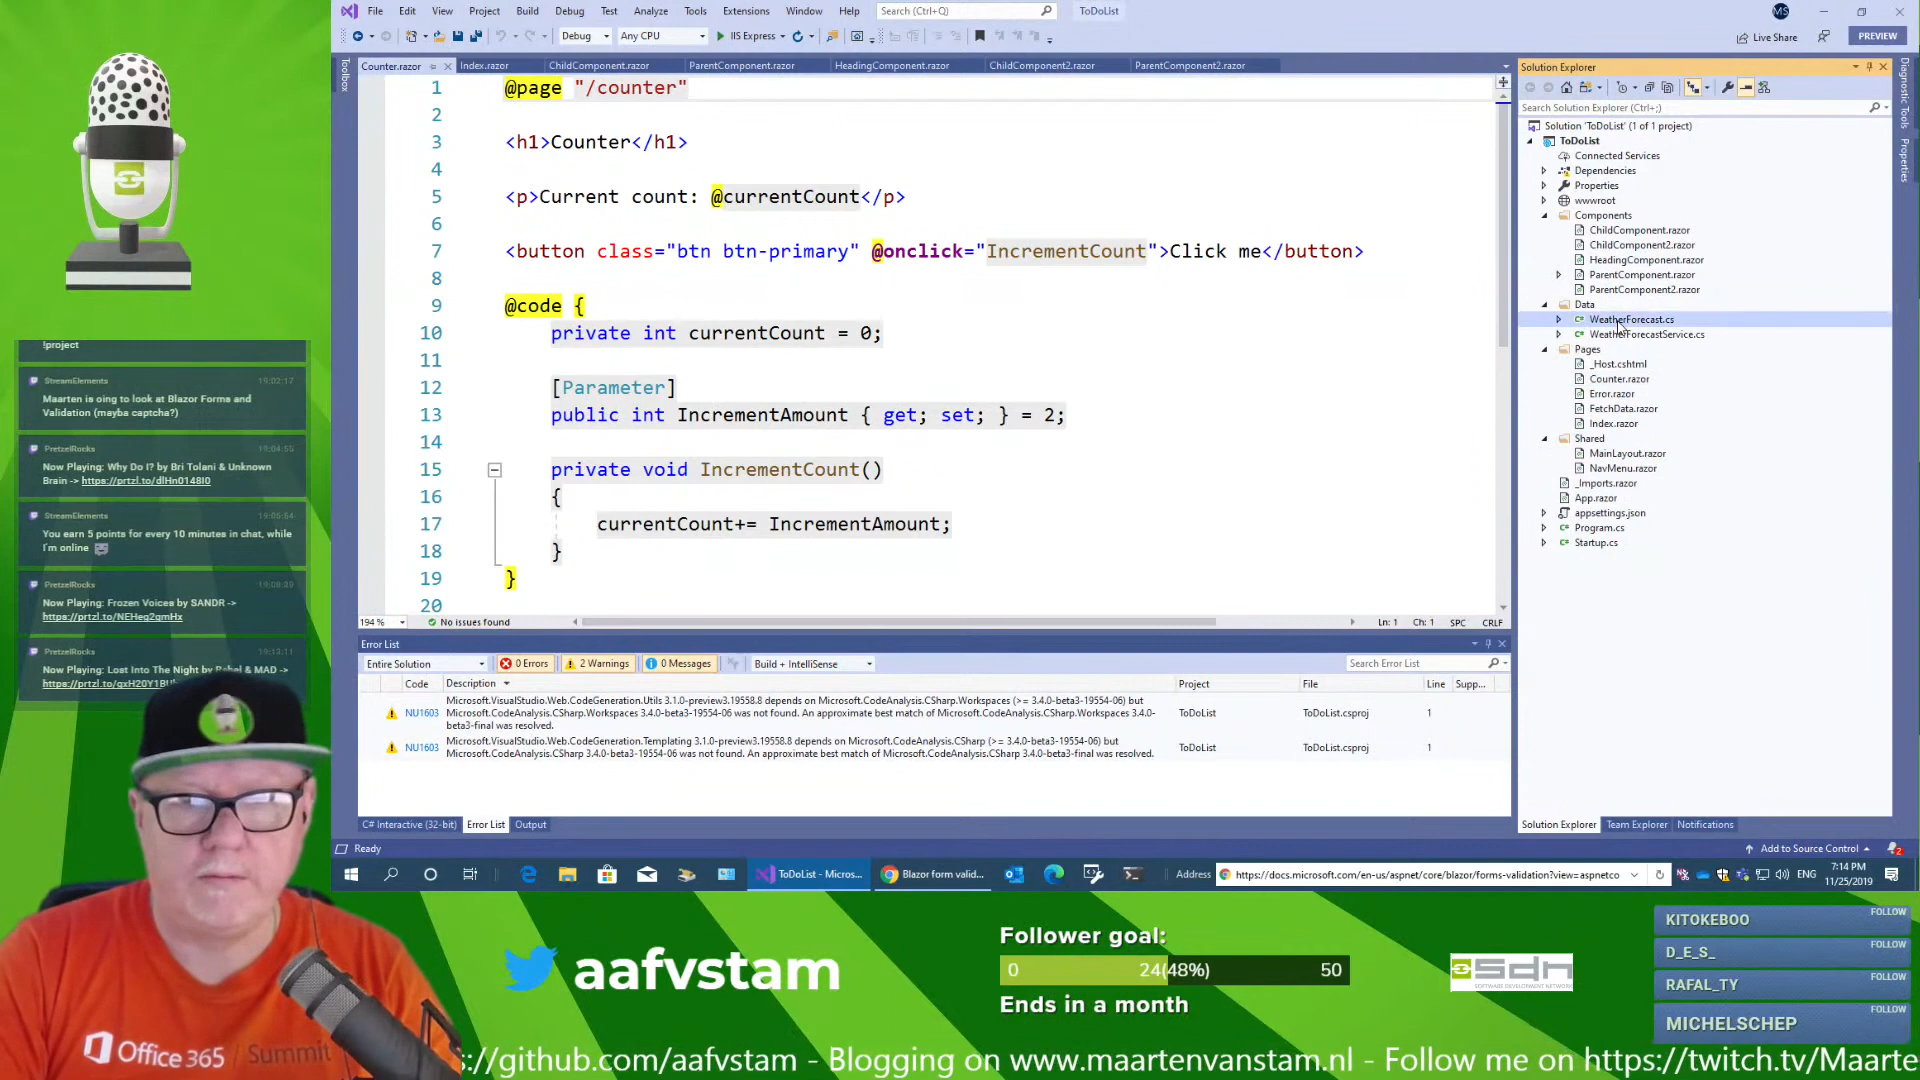 File Edit View Project Build Debug Test Analyze Tools Extensions Window Help Search (Ctrl+Q) ToDoList MS
Debug Any CPU IIS Express Live Share PREVIEW
Toolbox
Counter.razor Index.razor ChildComponent.razor ParentComponent.razor HeadingComponent.razor ChildComponent2.razor ParentComponent2.razor
1 @page "/counter"
2
3 <h1>Counter</h1>
4
5 <p>Current count: @currentCount</p>
6
7 <button class="btn btn-primary" @onclick="IncrementCount">Click me</button>
8
9 @code {
10 private int currentCount = 0;
11
12 [Parameter]
13 public int IncrementAmount { get; set; } = 2;
14
15 private void IncrementCount()
16 {
17 currentCount+= IncrementAmount;
18 }
19 }
20
194 % No issues found Ln: 1 Ch: 1 SPC CRLF
Error List
Entire Solution 0 Errors 2 Warnings 0 Messages Build + IntelliSense Search Error List
Code Description Project File Line Supp...
NU1603 Microsoft.VisualStudio.Web.CodeGeneration.Utils 3.1.0-preview3.19558.8 depends on Microsoft.CodeAnalysis.CSharp.Workspaces (>= 3.4.0-beta3-19554-06) but
Microsoft.CodeAnalysis.CSharp.Workspaces 3.4.0-beta3-19554-06 was not found. An approximate best match of Microsoft.CodeAnalysis.CSharp.Workspaces 3.4.0-
beta3-final was resolved. ToDoList ToDoList.csproj 1
NU1603 Microsoft.VisualStudio.Web.CodeGeneration.Templating 3.1.0-preview3.19558.8 depends on Microsoft.CodeAnalysis.CSharp (>= 3.4.0-beta3-19554-06) but
Microsoft.CodeAnalysis.CSharp 3.4.0-beta3-19554-06 was not found. An approximate best match of Microsoft.CodeAnalysis.CSharp 3.4.0-beta3-final was resolved. ToDoList ToDoList.csproj 1
C# Interactive (32-bit) Error List Output
Ready Add to Source Control 2
Solution Explorer
Search Solution Explorer (Ctrl+;)
Solution 'ToDoList' (1 of 1 project)
ToDoList
Connected Services
Dependencies
Properties
wwwroot
Components
ChildComponent.razor
ChildComponent2.razor
HeadingComponent.razor
ParentComponent.razor
ParentComponent2.razor
Data
WeatherForecast.cs
WeatherForecastService.cs
Pages
_Host.cshtml
Counter.razor
Error.razor
FetchData.razor
Index.razor
Shared
MainLayout.razor
NavMenu.razor
_Imports.razor
App.razor
appsettings.json
Program.cs
Startup.cs
Solution Explorer Team Explorer Notifications
Diagnostic Tools
Properties
ToDoList - Micros... Blazor form valid... Address https://docs.microsoft.com/en-us/aspnet/core/blazor/forms-validation?view=aspnetco ENG 7:14 PM
11/25/2019
!project
StreamElements 19:02:17
Maarten is oing to look at Blazor Forms and
Validation (mayba captcha?)
PretzelRocks 19:04:55
Now Playing: Why Do I? by Bri Tolani & Unknown
Brain -> https://prtzl.to/dlHn0148I0
StreamElements 19:05:54
You earn 5 points for every 10 minutes in chat, while
I'm online
PretzelRocks
Now Playing: Frozen Voices by SANDR ->
https://prtzl.to/NEHeg2gmHx
PretzelRocks 19:13:11
Now Playing: Lost Into The Night by & MAD ->
Office 365 Summit
aafvstam
Follower goal:
0 24(48%) 50
Ends in a month
sdn
SOFTWARE DEVELOPMENT NETWORK
KITOKEBOO FOLLOW
D_E_S_ FOLLOW
RAFAL_TY FOLLOW
MICHELSCHEP FOLLOW
://github.com/aafvstam - Blogging on www.maartenvanstam.nl - Follow me on https://twitch.tv/Maarte